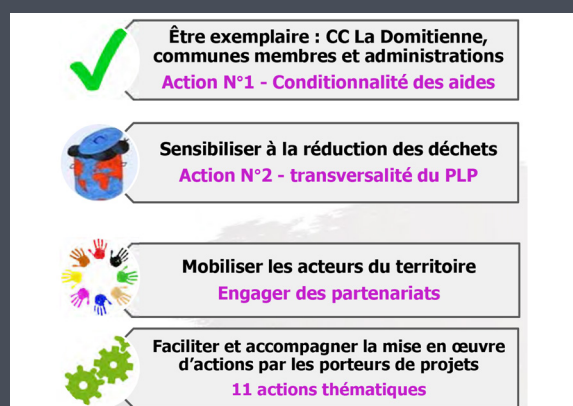 Être exemplaire : CC La Domitienne,
communes membres et administrations
Action N°1 - Conditionnalité des aides
Sensibiliser à la réduction des déchets
Action N°2 - transversalité du PLP
Mobiliser les acteurs du territoire
Engager des partenariats
Faciliter et accompagner la mise en œuvre
d’actions par les porteurs de projets
11 actions thématiques